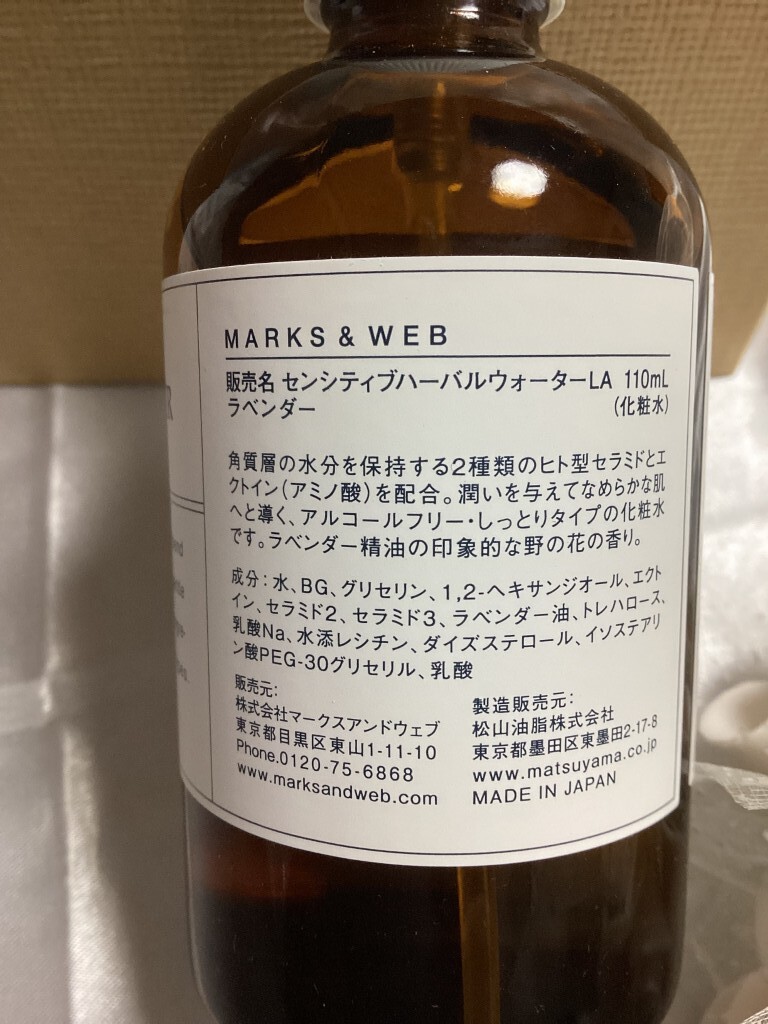 MARKS & WEB
販売名 センシティブハーバルウォーターLA 110mL
ラベンダー (化粧水)
角質層の水分を保持する2種類のヒト型セラミドとエ
クトイン(アミノ酸)を配合。潤いを与えてなめらかな肌
へと導く、アルコールフリー・しっとりタイプの化粧水
です。ラベンダー精油の印象的な野の花の香り。
成分:水、BG、グリセリン、1,2-ヘキサンジオール、エクト
イン、セラミド2、セラミド3、ラベンダー油、トレハロース、
乳酸Na、水添レシチン、ダイズステロール、イソステアリ
ン酸PEG-30グリセリル、乳酸
販売元:
株式会社マークスアンドウェブ
東京都目黒区東山1-11-10
Phone.0120-75-6868
www.marksandweb.com
製造販売元:
松山油脂株式会社
東京都墨田区東墨田2-17-8
www.matsuyama.co.jp
MADE IN JAPAN